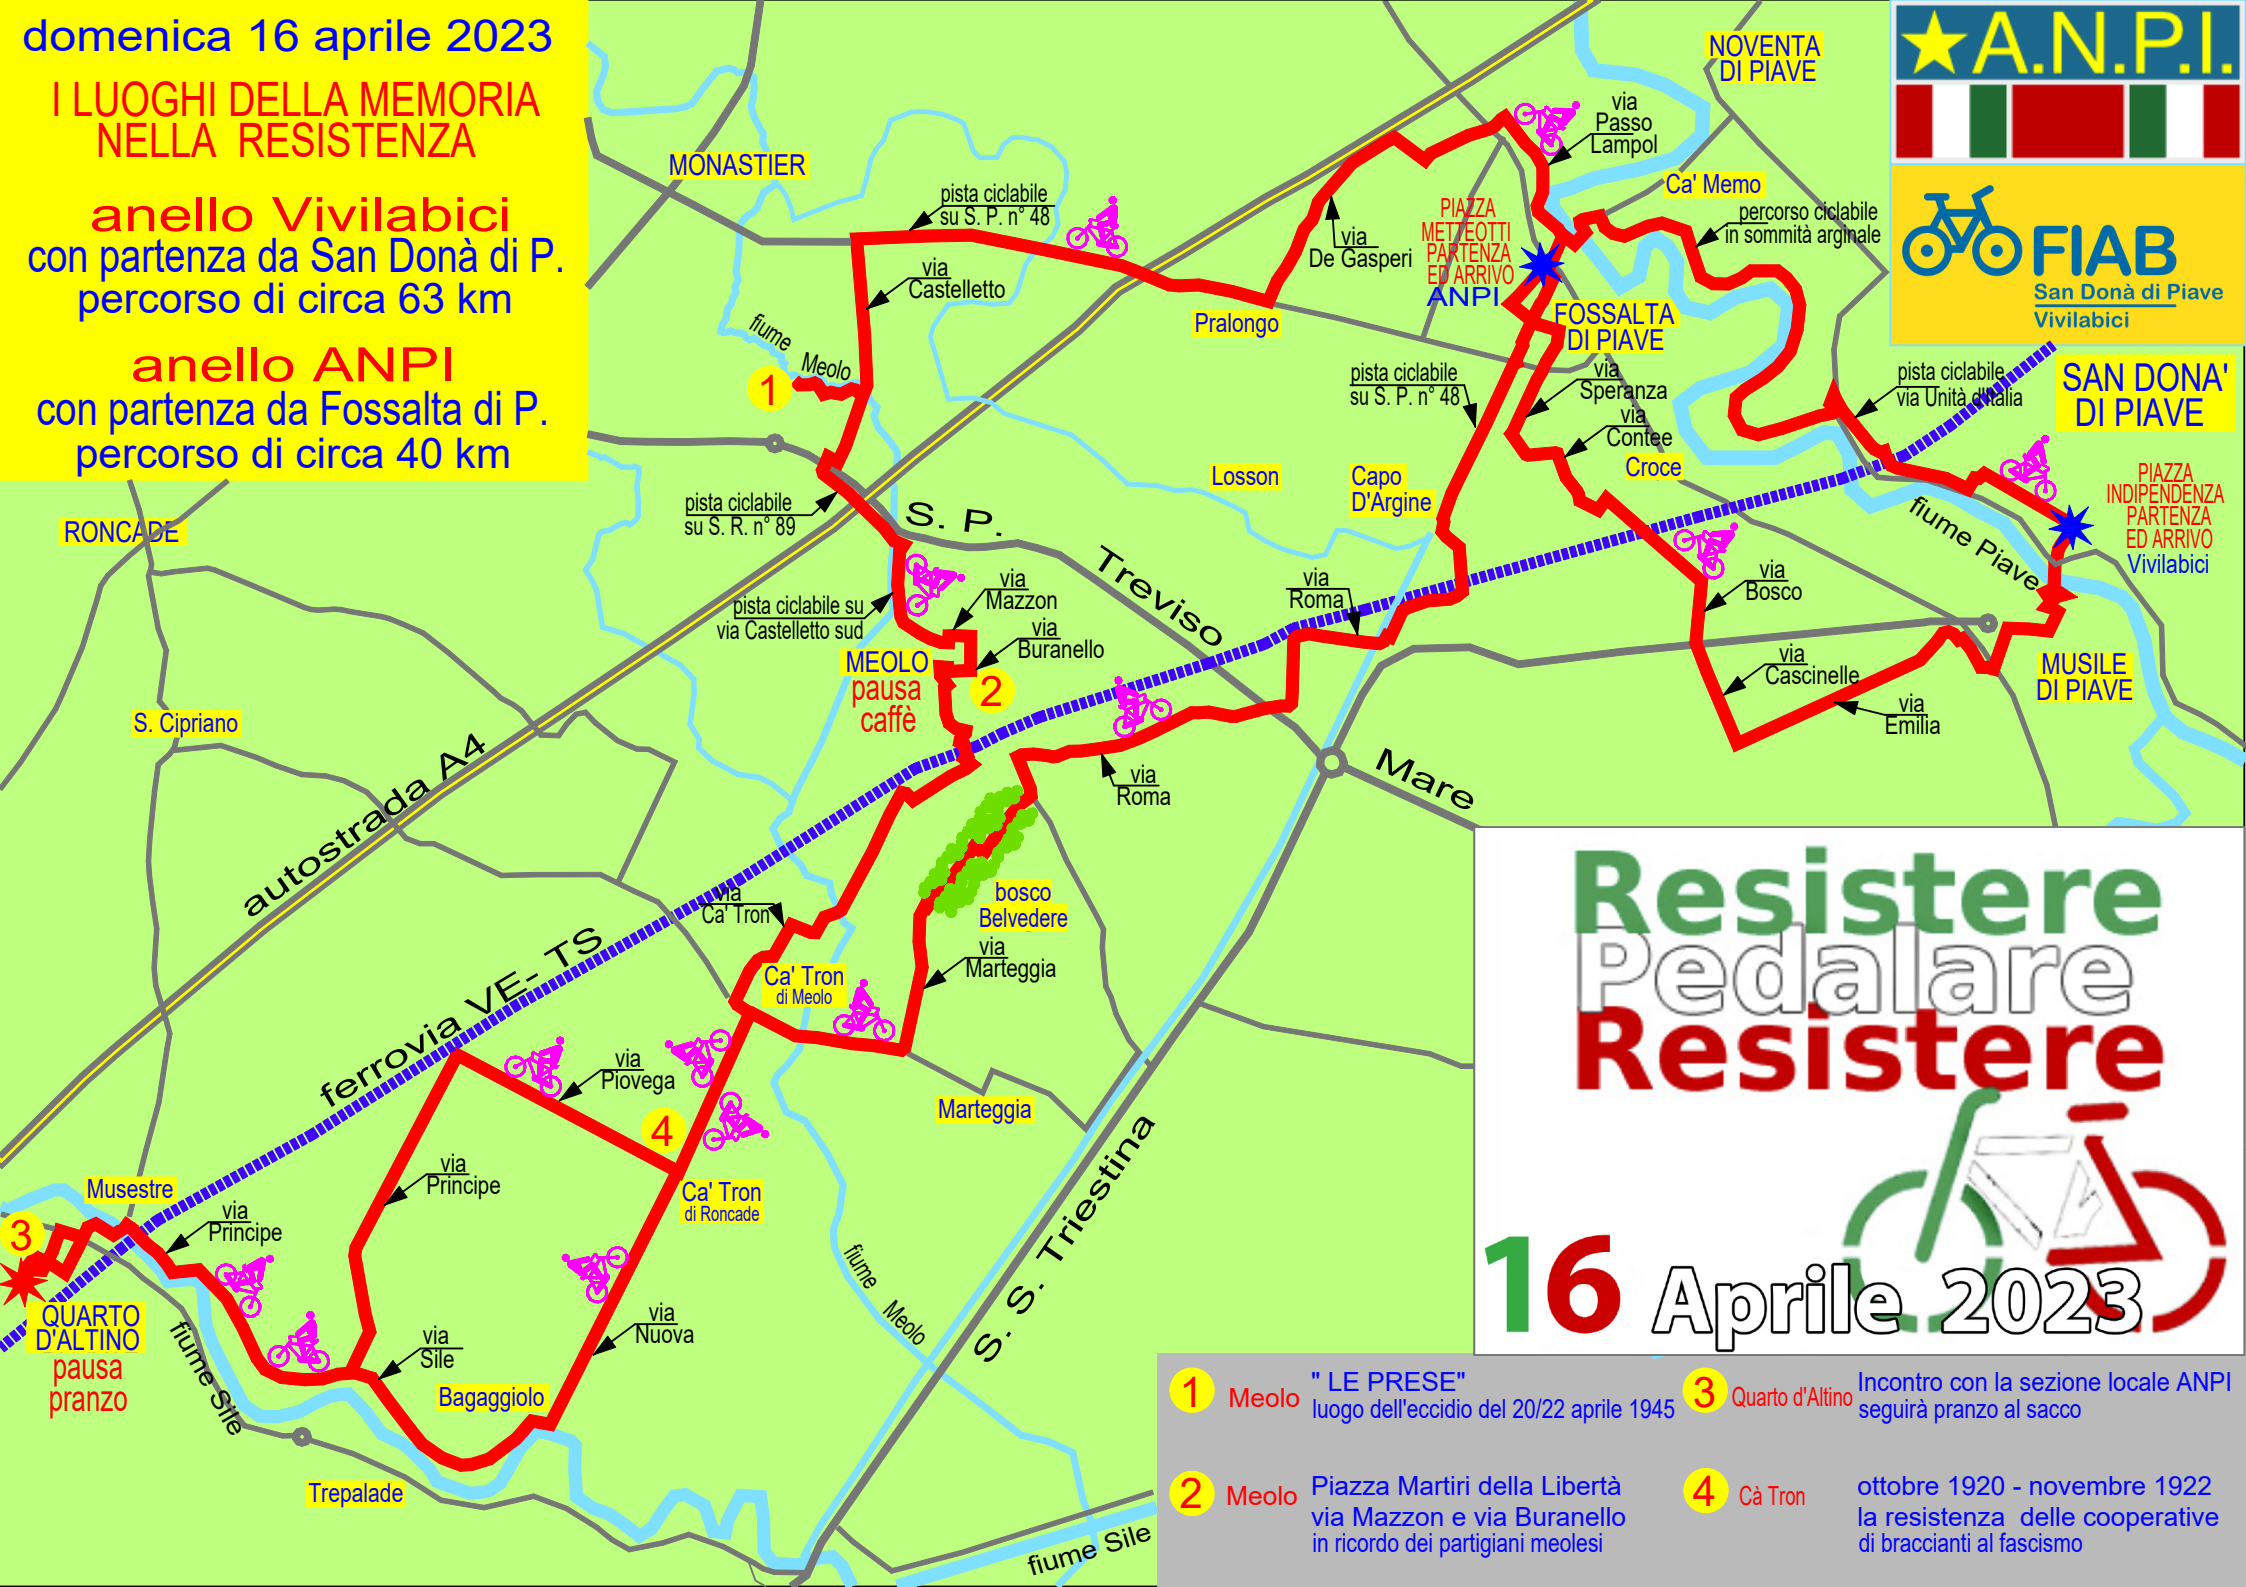 domenica 16 aprile 2023
I LUOGHI DELLA MEMORIA
NELLA RESISTENZA
anello Vivilabici
con partenza da San Donà di P.
percorso di circa 63 km
anello ANPI
con partenza da Fossalta di P.
percorso di circa 40 km
A.N.P.I.
FIAB
San Donà di Piave
Vivilabici
NOVENTA
DI PIAVE
via
Passo
Lampol
MONASTIER
Ca' Memo
pista ciclabile
su S. P. n° 48
PIAZZA
METTEOTTI
PARTENZA
ED ARRIVO
ANPI
percorso ciclabile
in sommità arginale
via
De Gasperi
via
Castelletto
Pralongo
FOSSALTA
DI PIAVE
fiume
Meolo
1
pista ciclabile
su S. P. n° 48
via
Speranza
via
Contee
pista ciclabile
via Unità d'Italia
SAN DONA'
DI PIAVE
Croce
Losson
Capo
D'Argine
PIAZZA
INDIPENDENZA
PARTENZA
ED ARRIVO
Vivilabici
fiume Piave
RONCADE
pista ciclabile
su S. R. n° 89
S. P.
Treviso
Mare
via
Mazzon
pista ciclabile su
via Castelletto sud
via
Buranello
via
Roma
via
Bosco
MEOLO
pausa
caffè
2
via
Cascinelle
MUSILE
DI PIAVE
via
Emilia
S. Cipriano
autostrada A4
via
Roma
via
Ca' Tron
bosco
Belvedere
via
Marteggia
Ca' Tron
di Meolo
ferrovia VE- TS
via
Piovega
Marteggia
4
via
Principe
Ca' Tron
di Roncade
S. S. Triestina
Musestre
3
via
Principe
QUARTO
D'ALTINO
pausa
pranzo
fiume Sile
via
Sile
via
Nuova
fiume
Meolo
Bagaggiolo
Trepalade
fiume Sile
Resistere
Pedalare
Resistere
16 Aprile 2023
1 Meolo " LE PRESE"
luogo dell'eccidio del 20/22 aprile 1945
2 Meolo Piazza Martiri della Libertà
via Mazzon e via Buranello
in ricordo dei partigiani meolesi
3 Quarto d'Altino Incontro con la sezione locale ANPI
seguirà pranzo al sacco
4 Cà Tron ottobre 1920 - novembre 1922
la resistenza delle cooperative
di braccianti al fascismo